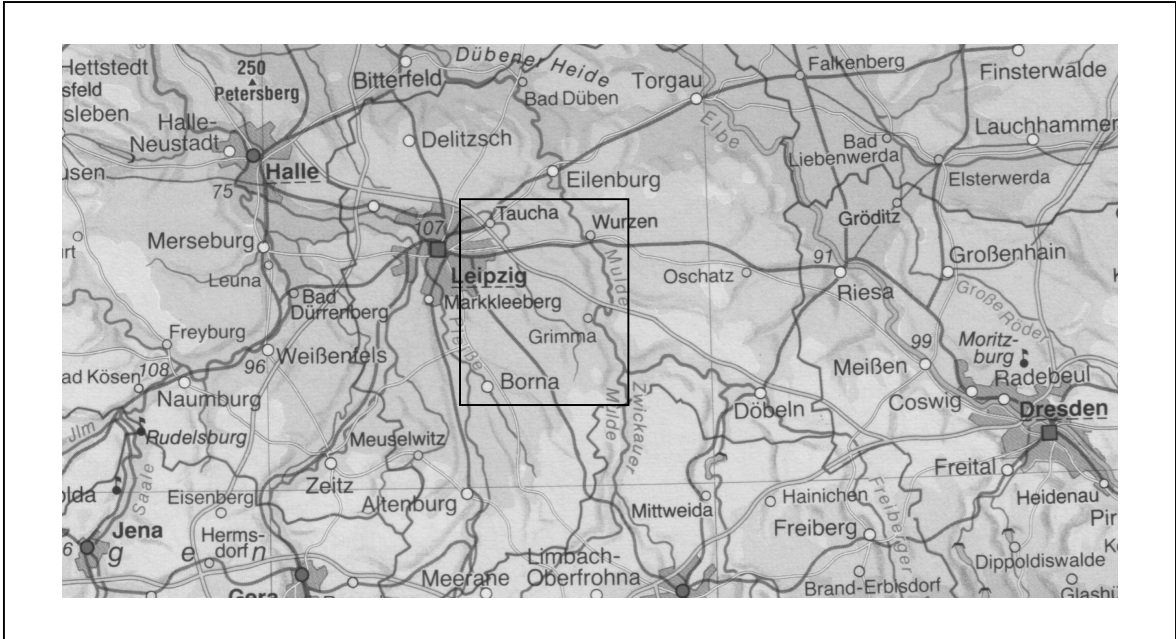 Hettstedt
250
Petersberg
Bitterfeld
Dübener Heide
Bad Düben
Torgau
Falkenberg
Finsterwalde
sfeld
sleben
Halle-
Neustadt
Delitzsch
Elbe
Bad
Liebenwerda
Lauchhammer
usen
Halle
75
Eilenburg
Elsterwerda
Taucha
Wurzen
Gröditz
107
rt
Merseburg
Leuna
Leipzig
Mulde
Oschatz
91
Riesa
Großenhain
Bad
Dürrenberg
Markkleeberg
Grimma
Große Röder
Freyburg
Pleiße
99
Moritz-
burg
108
96
Weißenfels
Meißen
ad Kösen
Naumburg
Borna
Radebeul
Coswig
Dresden
Döbeln
Mulde
Zwickauer
Jlm
Rudelsburg
Meuselwitz
Saale
Zeitz
Freital
olda
Eisenberg
Altenburg
Mittweida
Hainichen
Freiberger
Heidenau
Jena
6
g e n
Herms-
dorf
Freiberg
Pir
Limbach-
Oberfrohna
Dippoldiswalde
Meerane
Brand-Erbisdorf
Glashü
Gera